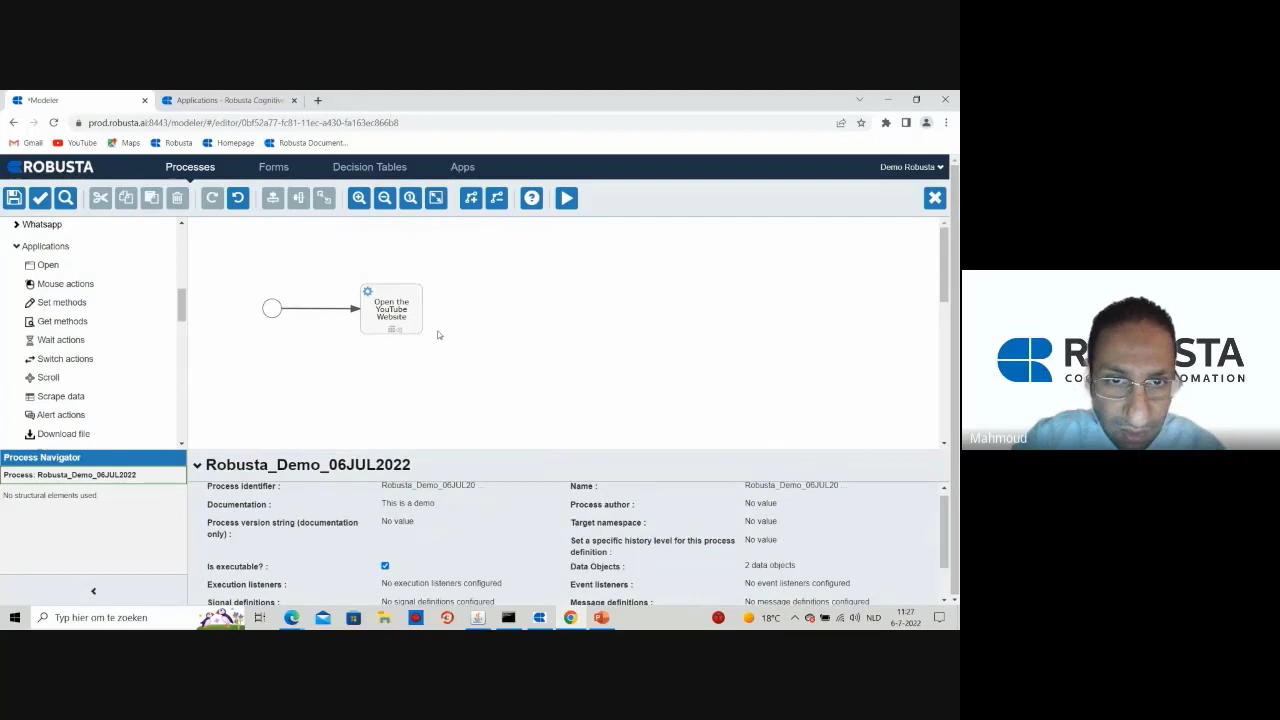 *Modeler
Applications - Robusta Cognitive
prod.robusta.ai:8443/modeler/#/editor/0bf52a77-fc81-11ec-a430-fa163ec866b8
Gmail YouTube Maps Robusta Homepage Robusta Document...
ROBUSTA Processes Forms Decision Tables Apps Demo Robusta
Whatsapp
Applications
Open
Mouse actions
Set methods
Get methods
Wait actions
Switch actions
Scroll
Scrape data
Alert actions
Download file
Open the
YouTube
Website
Process Navigator
Process: Robusta_Demo_06JUL2022
No structural elements used
Robusta_Demo_06JUL2022
Process identifier : Robusta_Demo_06JUL20 ... Name : Robusta_Demo_06JUL20 ...
Documentation : This is a demo Process author : No value
Process version string (documentation only) : No value Target namespace : No value
Set a specific history level for this process definition : No value
Is executable? : Data Objects : 2 data objects
Execution listeners : No execution listeners configured Event listeners : No event listeners configured
Signal definitions : No signal definitions configured Message definitions : No message definitions configured
Typ hier om te zoeken
18°C NLD 11:27
6-7-2022
Mahmoud